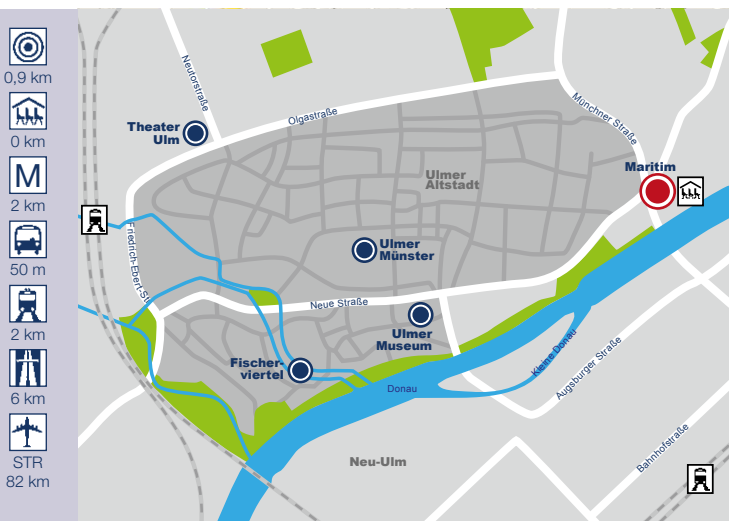 0,9 km
0 km
M
2 km
50 m
2 km
6 km
STR
82 km
Neutorstraße
Olgastraße
Münchner Straße
Theater
Ulm
Maritim
Ulmer
Altstadt
Friedrich-Ebert-Str.
Ulmer
Münster
Neue Straße
Ulmer
Museum
Fischer-
viertel
Donau
Kleine Donau
Augsburger Straße
Neu-Ulm
Bahnhofstraße